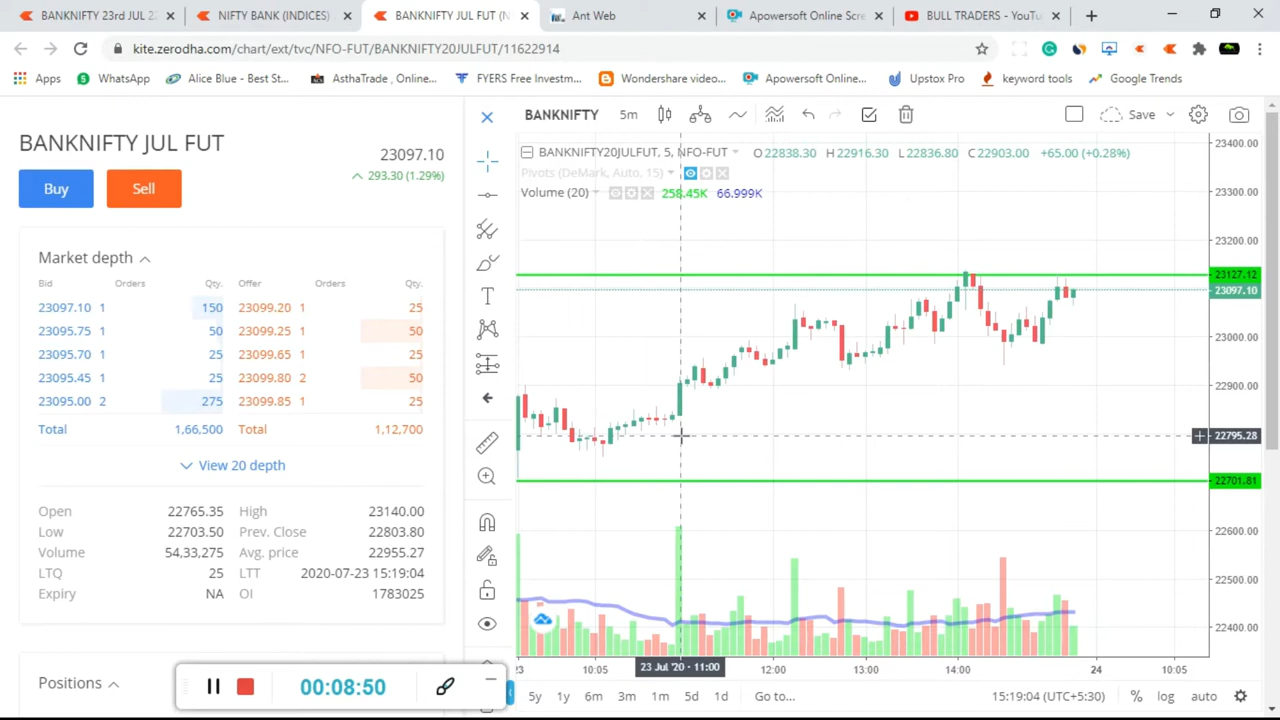 BANKNIFTY 23rd JUL 2
NIFTY BANK (INDICES)
BANKNIFTY JUL FUT (N
Ant Web
Apowersoft Online Scre
BULL TRADERS - YouTu
kite.zerodha.com/chart/ext/tvc/NFO-FUT/BANKNIFTY20JULFUT/11622914
Apps
WhatsApp
Alice Blue - Best St...
AsthaTrade , Online...
FYERS Free Investm...
Wondershare video...
Apowersoft Online...
Upstox Pro
keyword tools
Google Trends
BANKNIFTY JUL FUT
23097.10
293.30 (1.29%)
Buy
Sell
Market depth
Bid Orders Qty. Offer Orders Qty.
23097.10 1 150 23099.20 1 25
23095.75 1 50 23099.25 1 50
23095.70 1 25 23099.65 1 25
23095.45 1 25 23099.80 2 50
23095.00 2 275 23099.85 1 25
Total 1,66,500 Total 1,12,700
View 20 depth
Open 22765.35 High 23140.00
Low 22703.50 Prev. Close 22803.80
Volume 54,33,275 Avg. price 22955.27
LTQ 25 LTT 2020-07-23 15:19:04
Expiry NA OI 1783025
Positions
00:08:50
BANKNIFTY 5m
Save
BANKNIFTY20JULFUT, 5, NFO-FUT O22838.30 H22916.30 L22836.80 C22903.00 +65.00 (+0.28%)
Pivots (DeMark, Auto, 15)
Volume (20) 258.45K 66.999K
23400.00
23300.00
23200.00
23127.12
23097.10
23000.00
22900.00
22795.28
22701.81
22600.00
22500.00
22400.00
23 10:05 23 Jul '20 - 11:00 12:00 13:00 14:00 24 10:05
5y 1y 6m 3m 1m 5d 1d Go to... 15:19:04 (UTC+5:30) % log auto